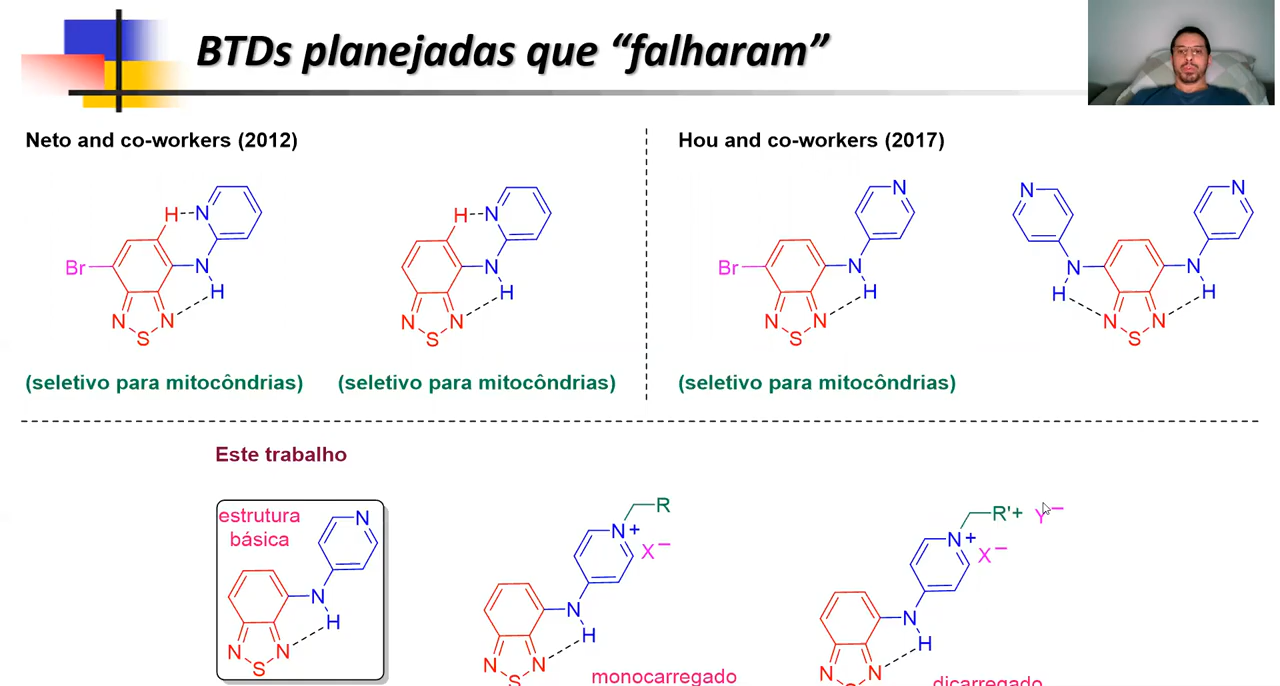 BTDs planejadas que “falharam”
Neto and co-workers (2012)
Hou and co-workers (2017)
H N
N
Br
H
N
S
N
H N
N
H
N
S
N
N
Br
N
H
N
S
N
N
N
N
N
H
H
N
S
N
(seletivo para mitocôndrias)
(seletivo para mitocôndrias)
(seletivo para mitocôndrias)
Este trabalho
estrutura
básica
N
N
H
N
S
N
R
N +
X −
N
H
N
S
N
monocarregado
R'+ Y −
N +
X −
N
H
N
S
N
dicarregado